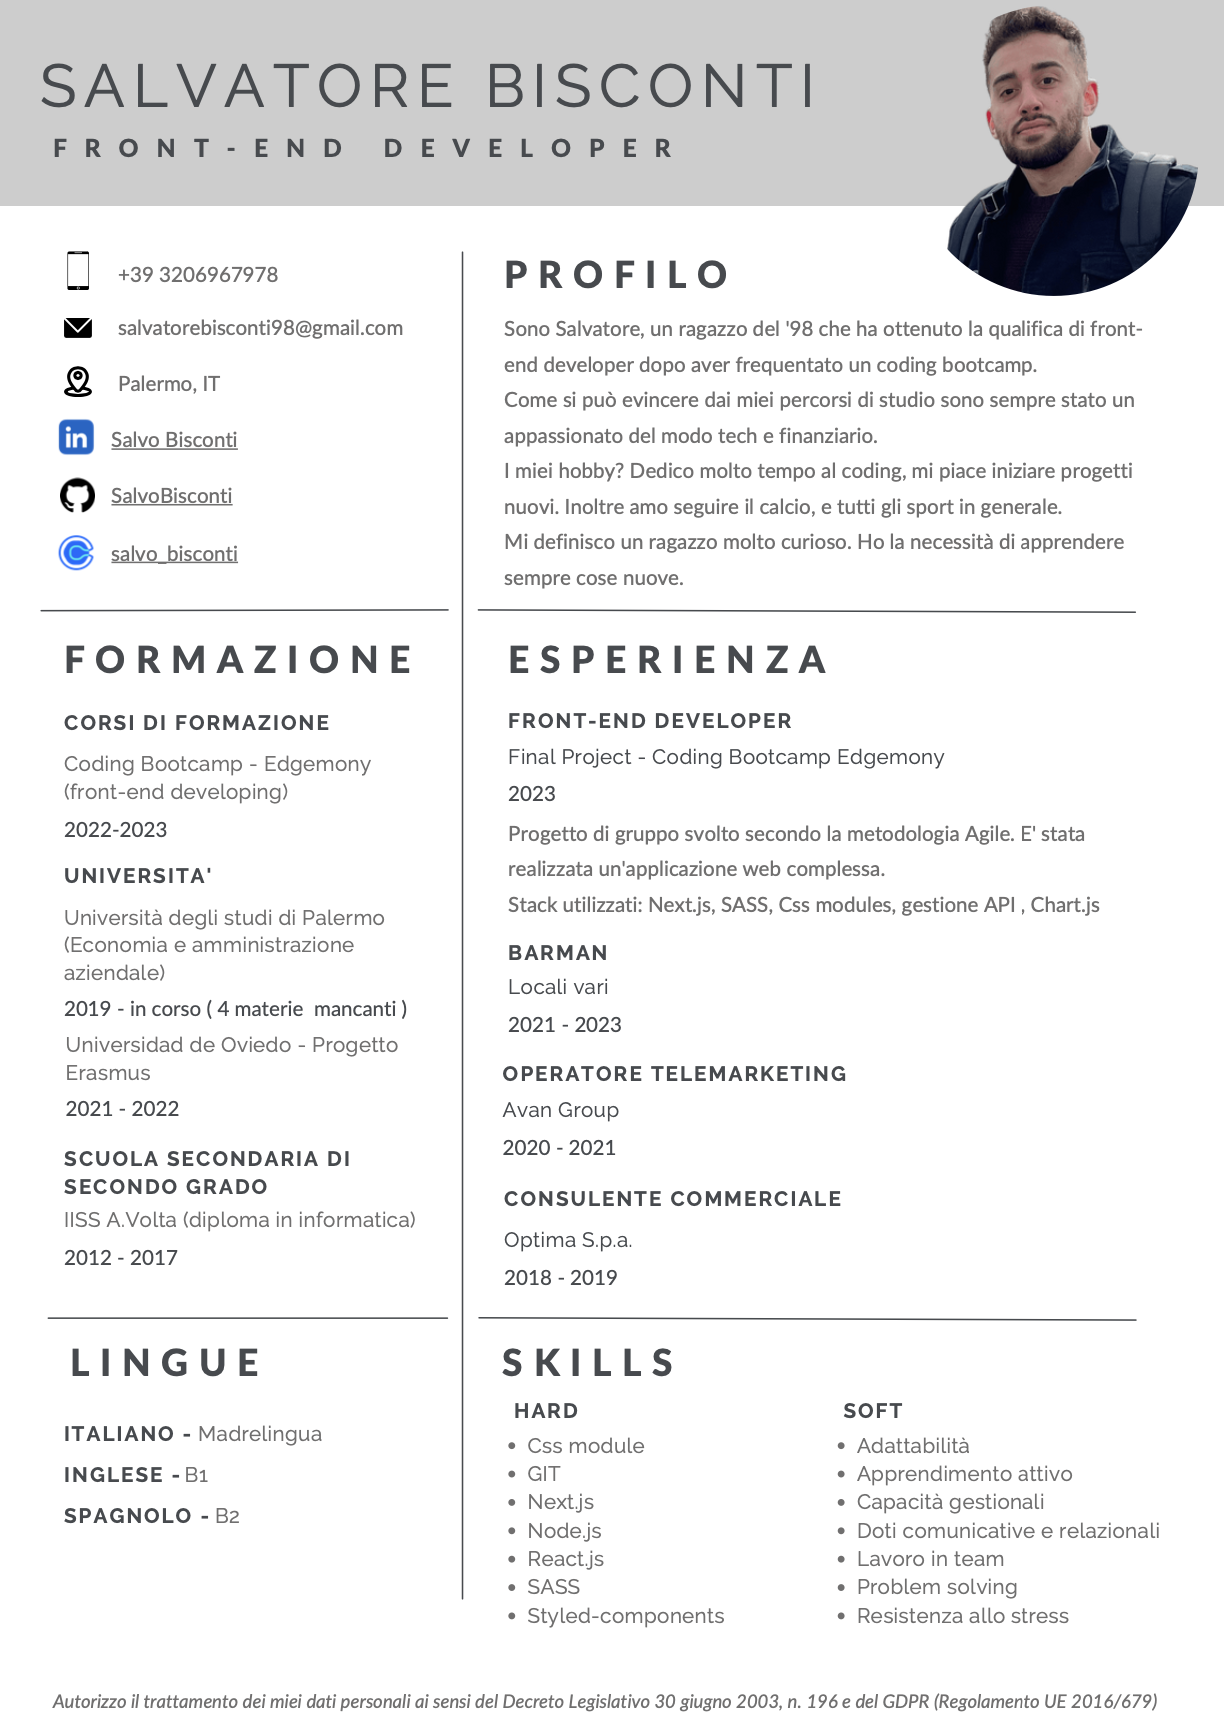 SALVATORE BISCONTI
FRONT-END DEVELOPER
+39 3206967978
salvatorebisconti98@gmail.com
Palermo, IT
in
Salvo Bisconti
SalvoBisconti
salvo_bisconti
PROFILO
Sono Salvatore, un ragazzo del '98 che ha ottenuto la qualifica di front-
end developer dopo aver frequentato un coding bootcamp.
Come si può evincere dai miei percorsi di studio sono sempre stato un
appassionato del modo tech e finanziario.
I miei hobby? Dedico molto tempo al coding, mi piace iniziare progetti
nuovi. Inoltre amo seguire il calcio, e tutti gli sport in generale.
Mi definisco un ragazzo molto curioso. Ho la necessità di apprendere
sempre cose nuove.
FORMAZIONE
CORSI DI FORMAZIONE
Coding Bootcamp - Edgemony
(front-end developing)
2022-2023
UNIVERSITA'
Università degli studi di Palermo
(Economia e amministrazione
aziendale)
2019 - in corso ( 4 materie  mancanti )
Universidad de Oviedo - Progetto
Erasmus
2021 - 2022
SCUOLA SECONDARIA DI
SECONDO GRADO
IISS A.Volta (diploma in informatica)
2012 - 2017
ESPERIENZA
FRONT-END DEVELOPER
Final Project - Coding Bootcamp Edgemony
2023
Progetto di gruppo svolto secondo la metodologia Agile. E' stata
realizzata un'applicazione web complessa.
Stack utilizzati: Next.js, SASS, Css modules, gestione API , Chart.js
BARMAN
Locali vari
2021 - 2023
OPERATORE TELEMARKETING
Avan Group
2020 - 2021
CONSULENTE COMMERCIALE
Optima S.p.a.
2018 - 2019
LINGUE
ITALIANO - Madrelingua
INGLESE - B1
SPAGNOLO - B2
SKILLS
HARD
• Css module
• GIT
• Next.js
• Node.js
• React.js
• SASS
• Styled-components
SOFT
• Adattabilità
• Apprendimento attivo
• Capacità gestionali
• Doti comunicative e relazionali
• Lavoro in team
• Problem solving
• Resistenza allo stress
Autorizzo il trattamento dei miei dati personali ai sensi del Decreto Legislativo 30 giugno 2003, n. 196 e del GDPR (Regolamento UE 2016/679)